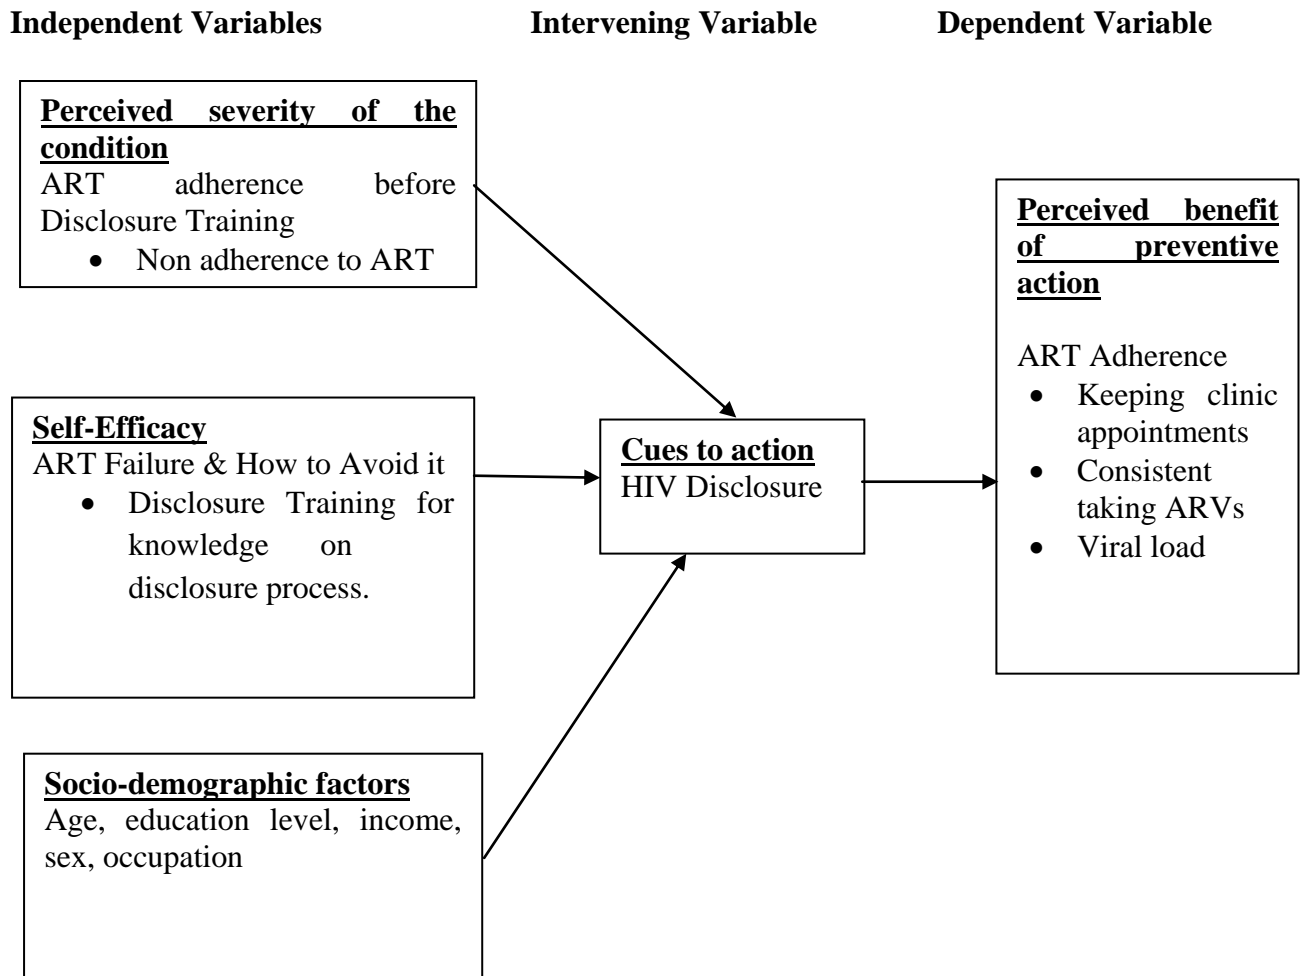 Independent Variables
Intervening Variable
Dependent Variable
Perceived severity of the
condition
ART adherence before
Disclosure Training
• Non adherence to ART
Self-Efficacy
ART Failure & How to Avoid it
• Disclosure Training for
knowledge on
disclosure process.
Socio-demographic factors
Age, education level, income,
sex, occupation
Cues to action
HIV Disclosure
Perceived benefit
of preventive
action
ART Adherence
• Keeping clinic
appointments
• Consistent
taking ARVs
• Viral load